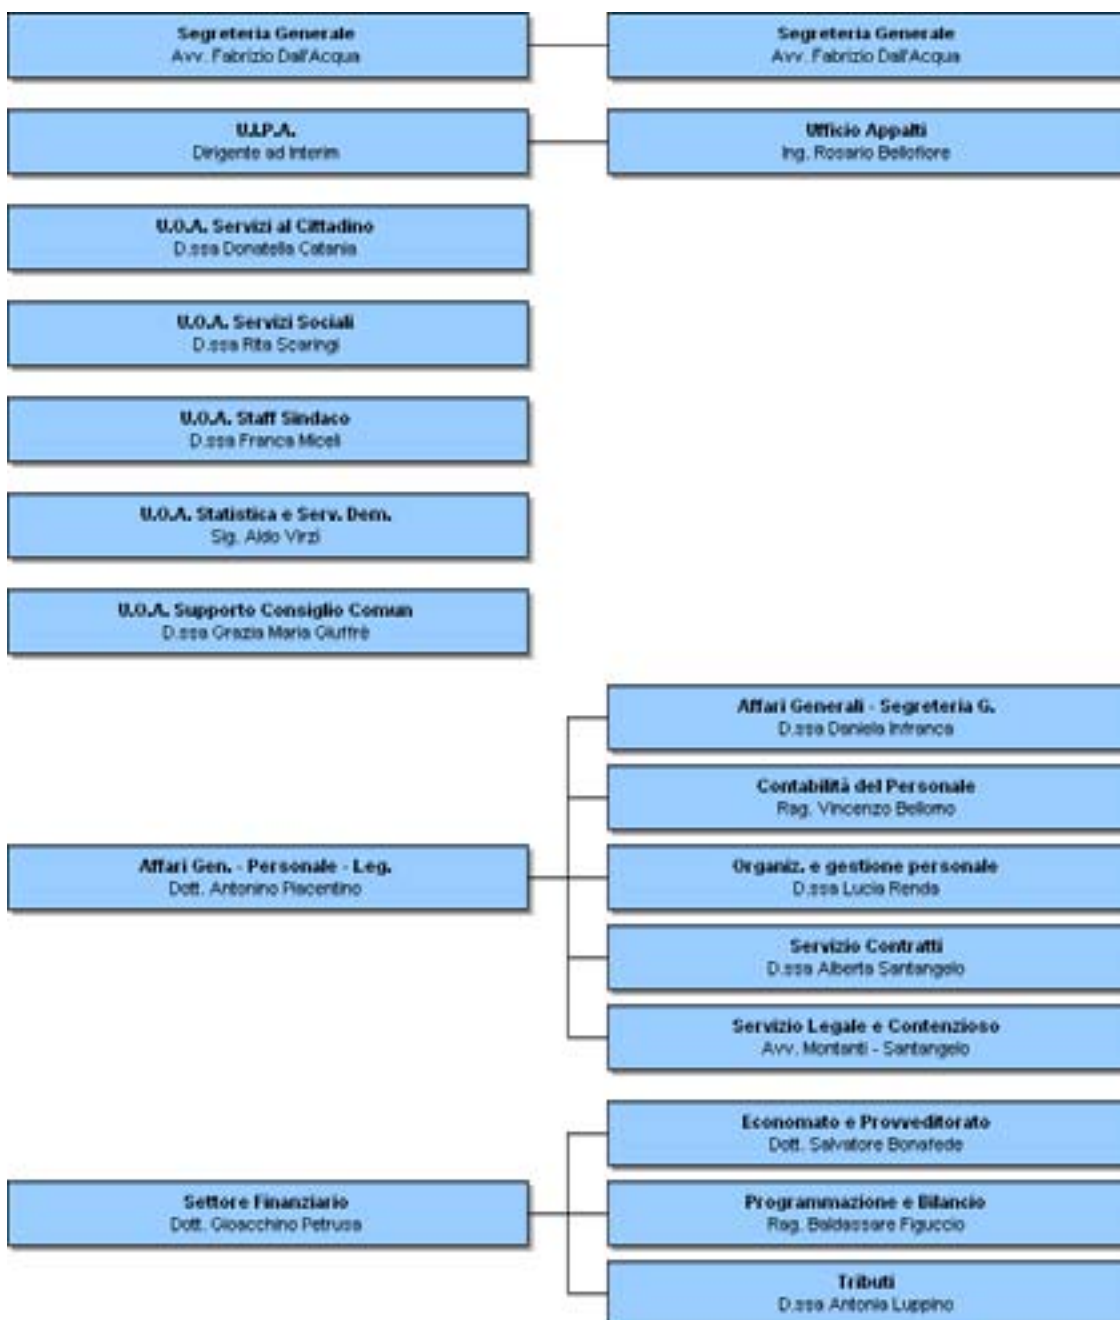 Segreteria Generale
Avv. Fabrizio Dall'Acqua
Segreteria Generale
Avv. Fabrizio Dall'Acqua
U.I.P.A.
Dirigente ad Interim
Ufficio Appalti
Ing. Rosario Bellofiore
U.O.A. Servizi al Cittadino
D.ssa Donatella Catania
U.O.A. Servizi Sociali
D.ssa Rita Scaringi
U.O.A. Staff Sindaco
D.ssa Franca Miceli
U.O.A. Statistica e Serv. Dem.
Sig. Aldo Virzì
U.O.A. Supporto Consiglio Comun
D.ssa Grazia Maria Giuffrè
Affari Generali - Segreteria G.
D.ssa Daniela Infranca
Contabilità del Personale
Rag. Vincenzo Bellomo
Affari Gen. - Personale - Leg.
Dott. Antonino Piacentino
Organiz. e gestione personale
D.ssa Lucia Renda
Servizio Contratti
D.ssa Alberta Santangelo
Servizio Legale e Contenzioso
Avv. Montanti - Santangelo
Economato e Provveditorato
Dott. Salvatore Bonafede
Settore Finanziario
Dott. Gioacchino Petrusa
Programmazione e Bilancio
Rag. Baldassare Figuccio
Tributi
D.ssa Antonia Luppino